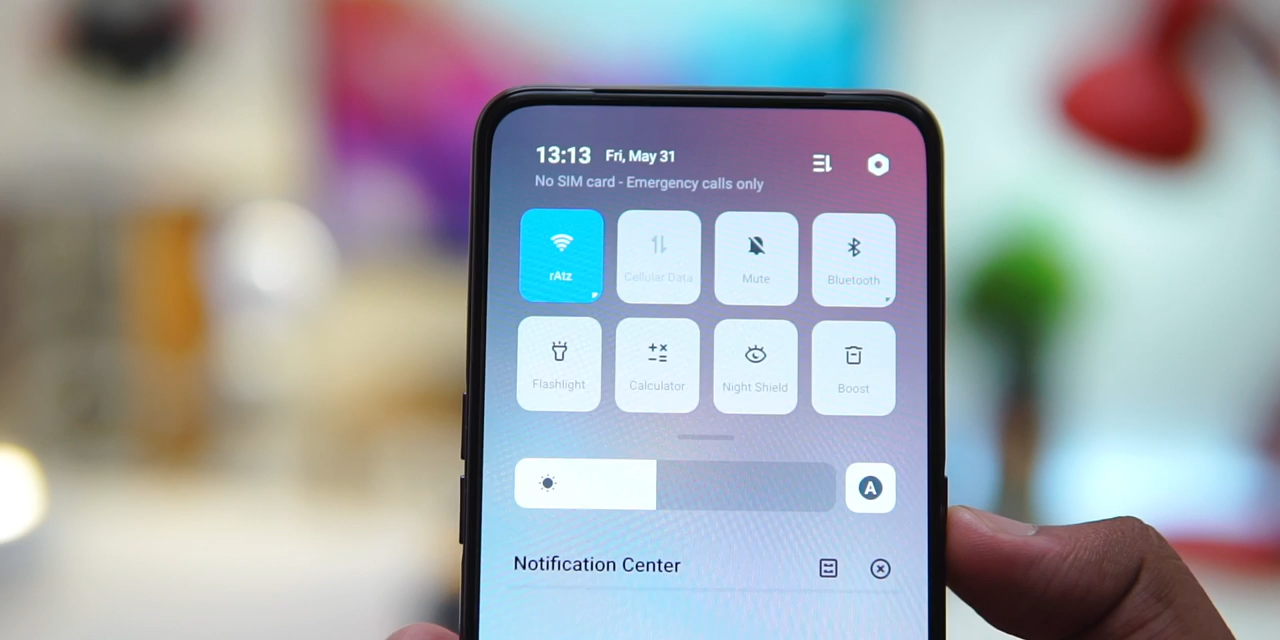 13:13 Fri, May 31
No SIM card - Emergency calls only
rAtz Cellular Data Mute Bluetooth
Flashlight Calculator Night Shield Boost
A
Notification Center